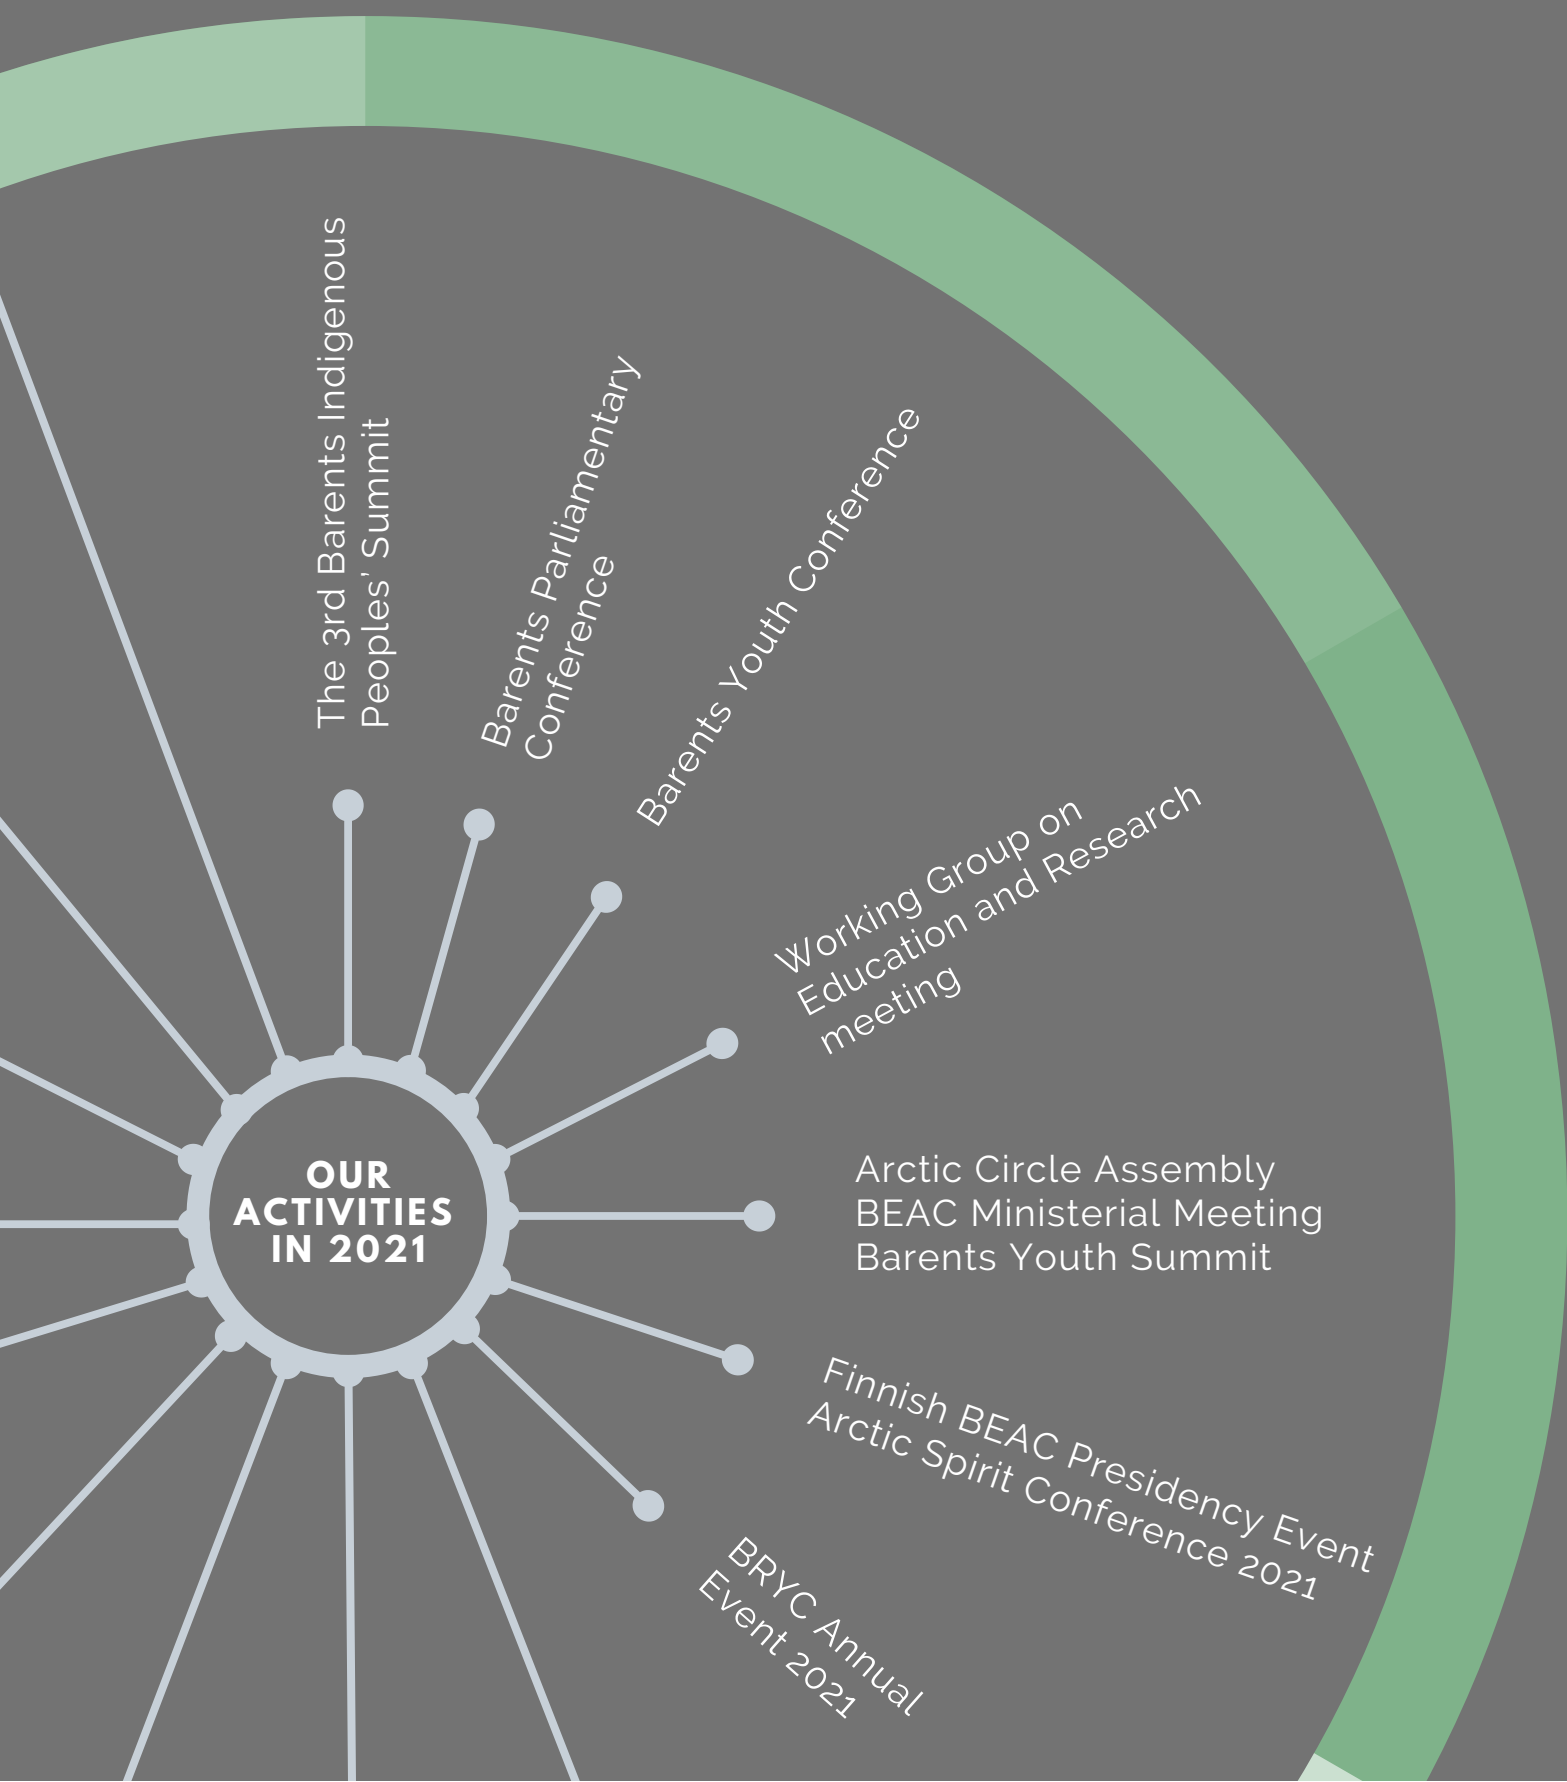 The 3rd Barents Indigenous
Peoples' Summit
Barents Parliamentary
Conference
Barents Youth Conference
Working Group on
Education and Research
meeting
Arctic Circle Assembly
BEAC Ministerial Meeting
Barents Youth Summit
Finnish BEAC Presidency Event
Arctic Spirit Conference 2021
BRYC Annual
Event 2021
OUR
ACTIVITIES
IN 2021